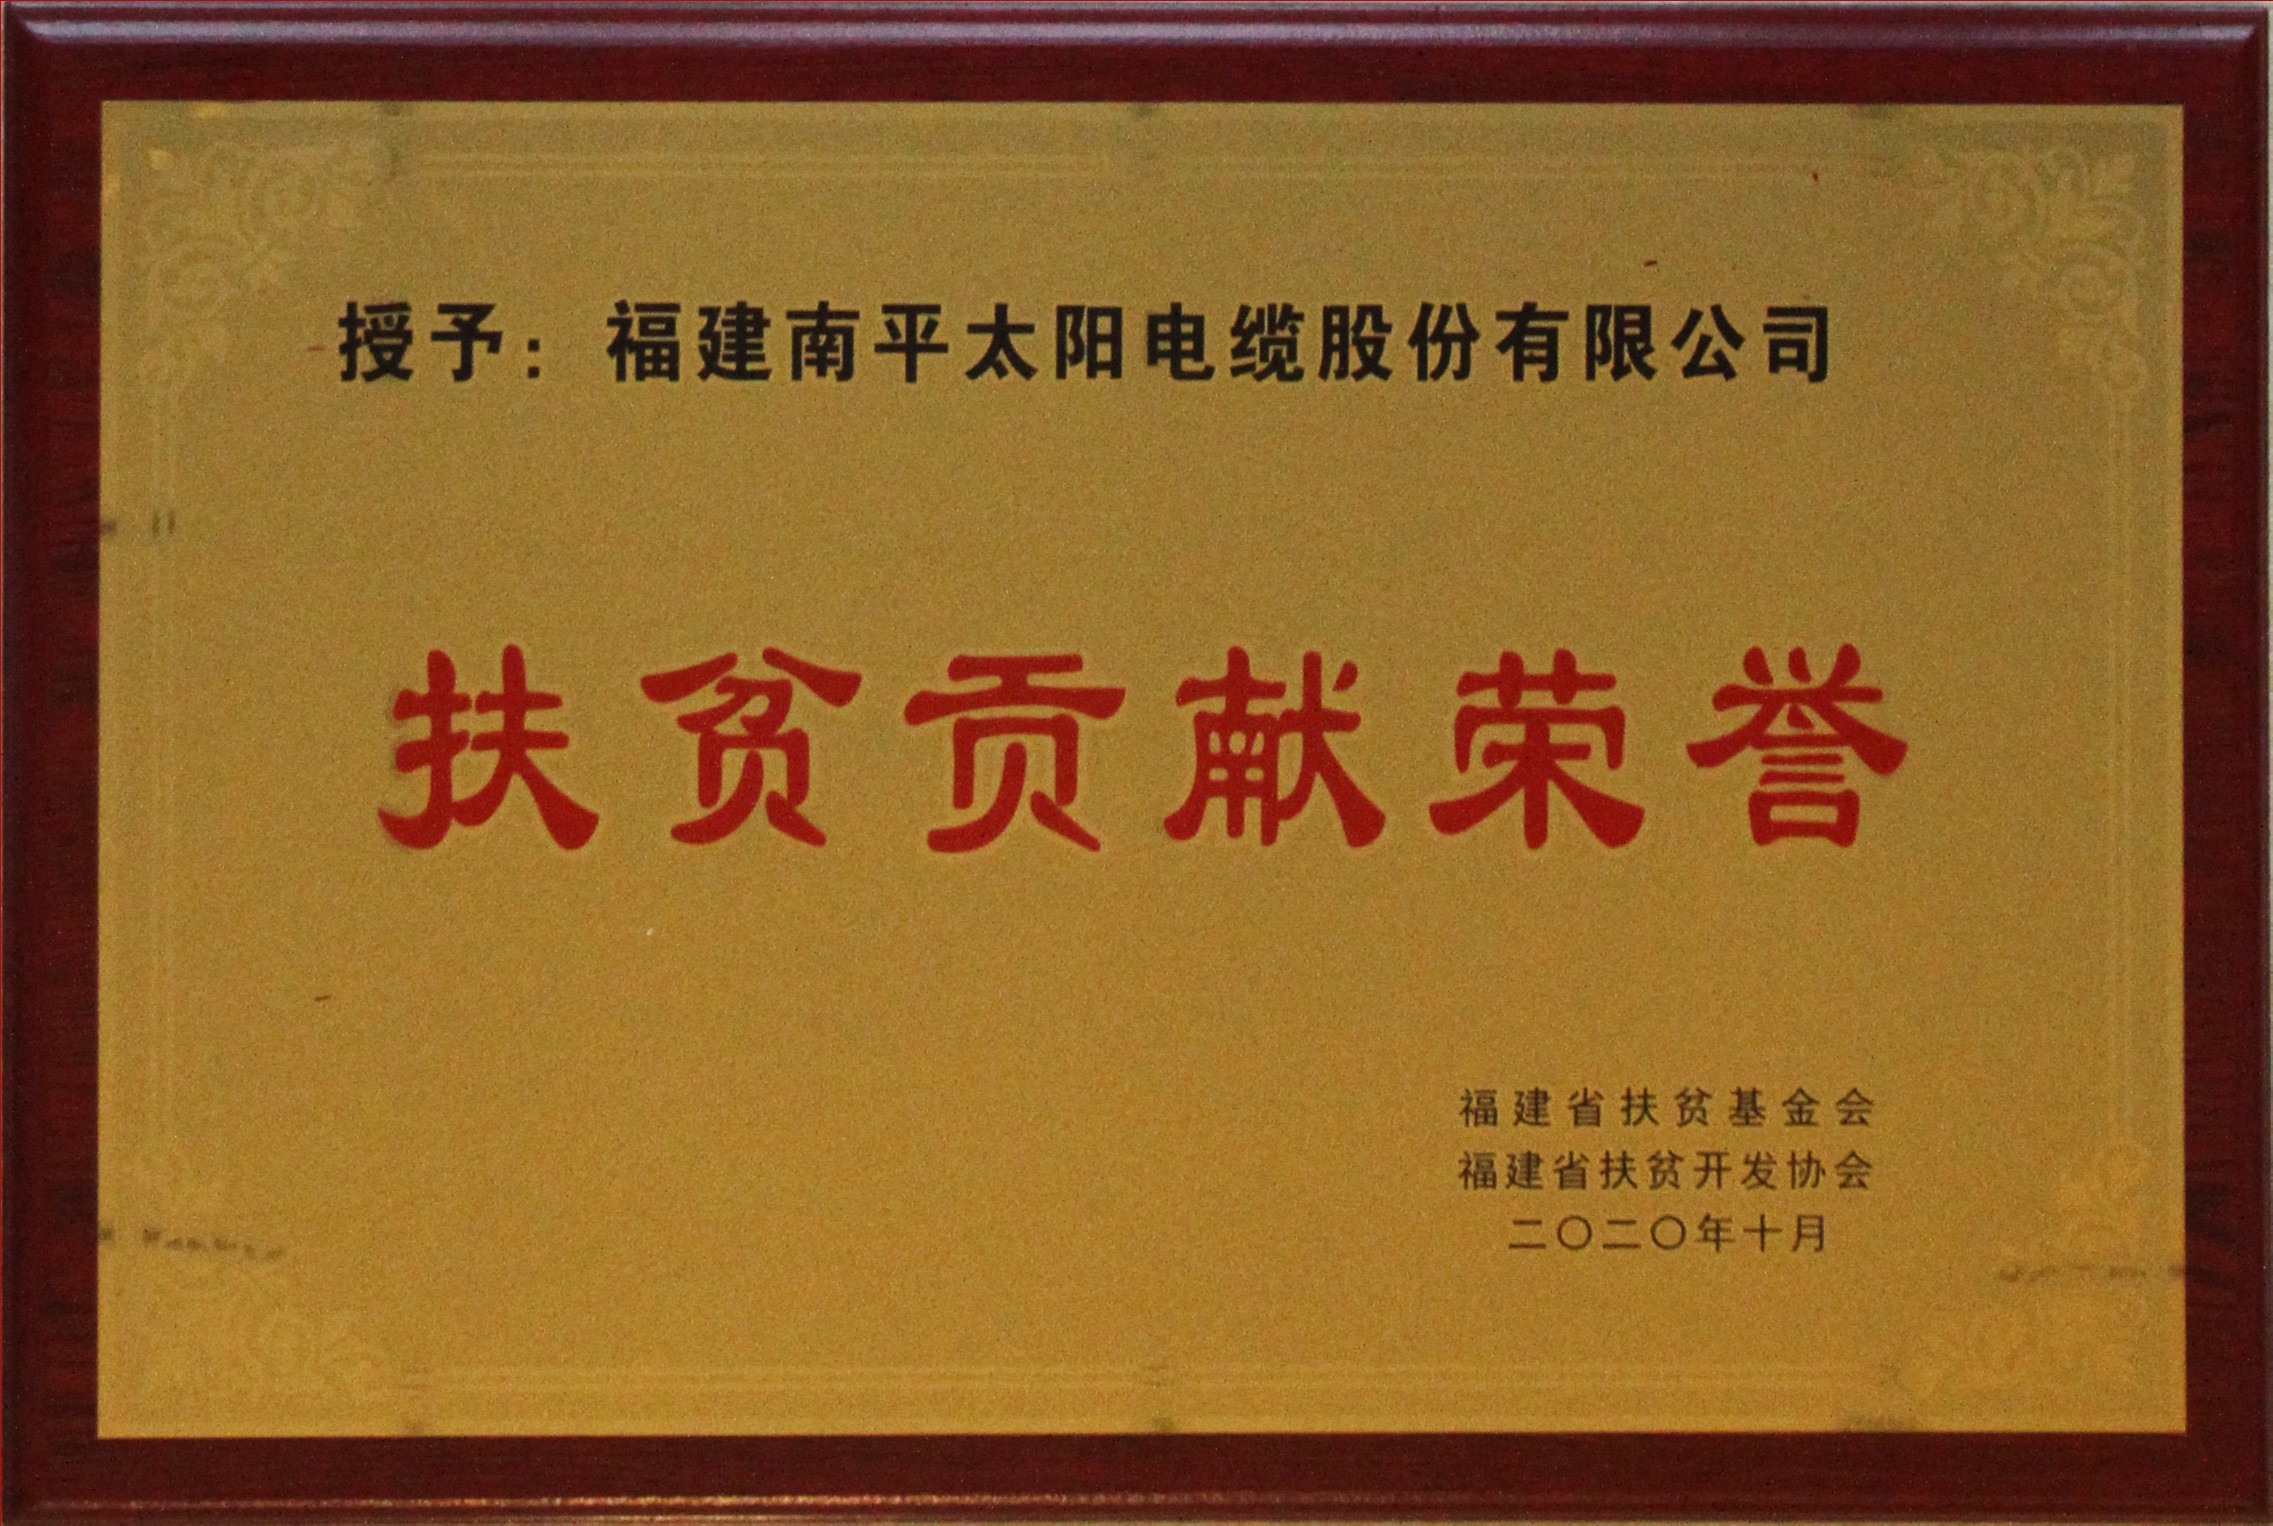 授予：福建南平太阳电缆股份有限公司
扶贫贡献荣誉
福建省扶贫基金会
福建省扶贫开发协会
二〇二〇年十月